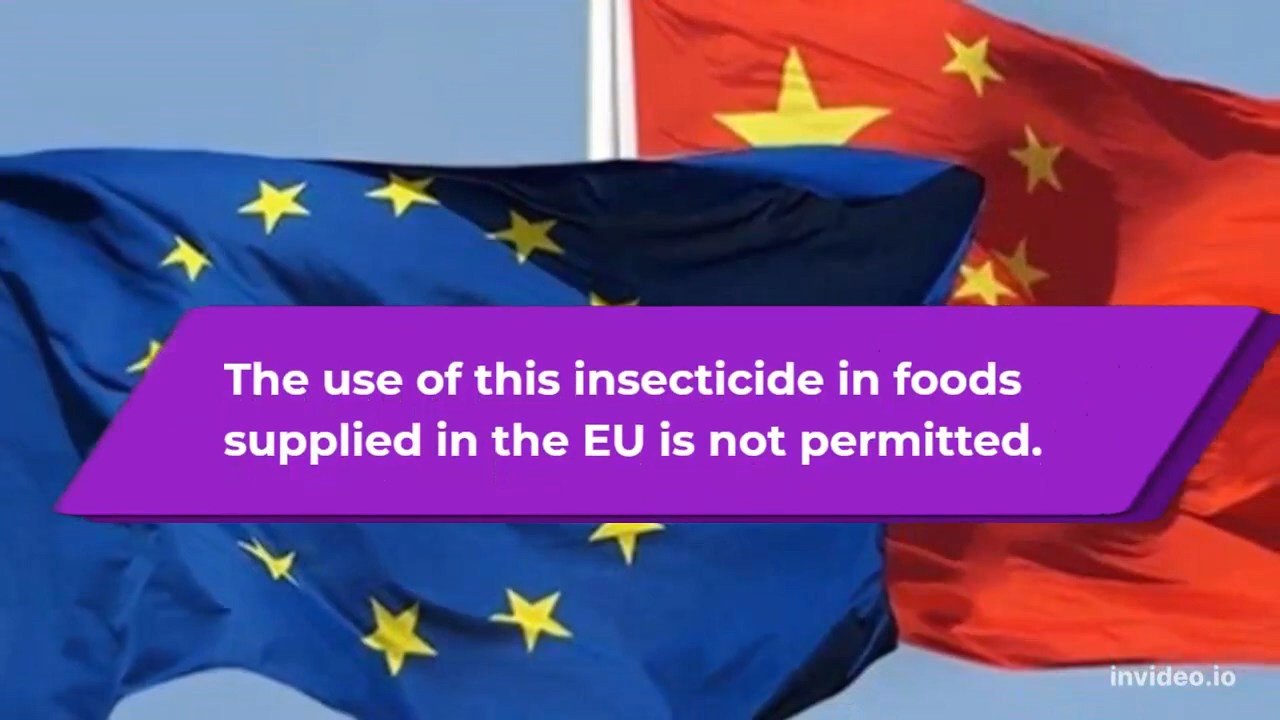 The use of this insecticide in foods
supplied in the EU is not permitted.
invideo.io